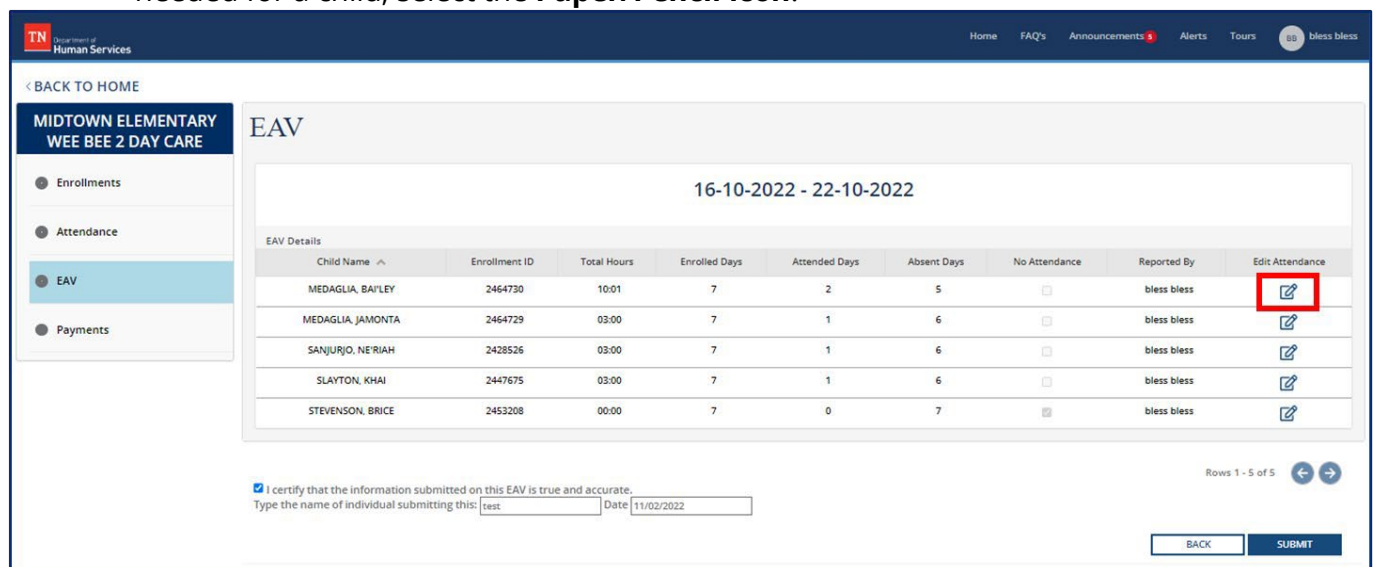 needed for a child, select the Paper/Pencil Icon.
TN Department of
Human Services
Home FAQ's Announcements 5 Alerts Tours BB bless bless
< BACK TO HOME
MIDTOWN ELEMENTARY
WEE BEE 2 DAY CARE
Enrollments
Attendance
EAV
Payments
EAV
16-10-2022 - 22-10-2022
EAV Details
Child Name Enrollment ID Total Hours Enrolled Days Attended Days Absent Days No Attendance Reported By Edit Attendance
MEDAGLIA, BAI'LEY 2464730 10:01 7 2 5 bless bless
MEDAGLIA, JAMONTA 2464729 03:00 7 1 6 bless bless
SANJURJO, NE'RIAH 2428526 03:00 7 1 6 bless bless
SLAYTON, KHAI 2447675 03:00 7 1 6 bless bless
STEVENSON, BRICE 2453208 00:00 7 0 7 bless bless
Rows 1 - 5 of 5
I certify that the information submitted on this EAV is true and accurate.
Type the name of individual submitting this: test Date 11/02/2022
BACK SUBMIT